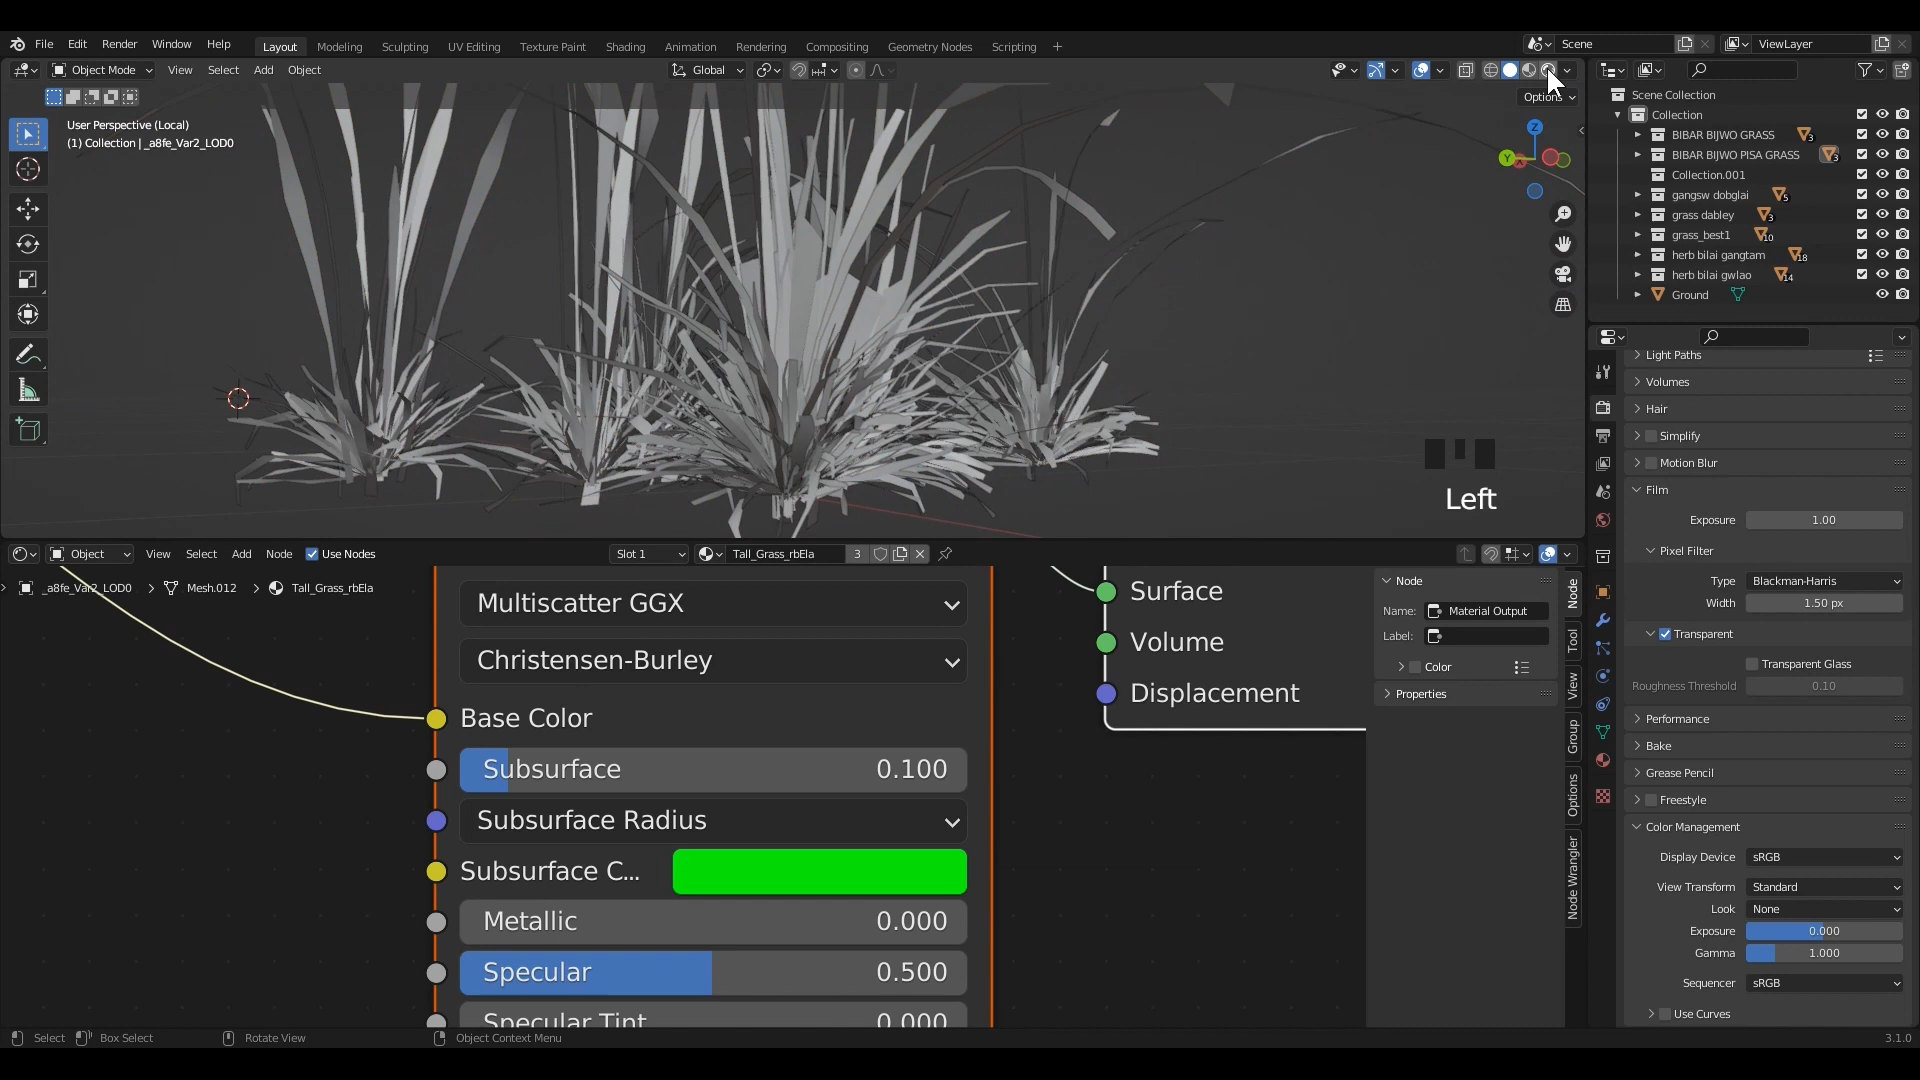 File Edit Render Window Help Layout Modeling Sculpting UV Editing Texture Paint Shading Animation Rendering Compositing Geometry Nodes Scripting + Scene ViewLayer
Object Mode View Select Add Object Global
Options
User Perspective (Local)
(1) Collection | _a8fe_Var2_LOD0
Z
Y
Left
Scene Collection
Collection
BIBAR BIJWO GRASS 3
BIBAR BIJWO PISA GRASS 3
Collection.001
gangsw dobglai 5
grass dabley 3
grass_best1 10
herb bilai gangtam 18
herb bilai gwlao 14
Ground
Light Paths
Volumes
Hair
Simplify
Motion Blur
Film
Exposure 1.00
Pixel Filter
Type Blackman-Harris
Width 1.50 px
Transparent
Transparent Glass
Roughness Threshold 0.10
Performance
Bake
Grease Pencil
Freestyle
Color Management
Display Device sRGB
View Transform Standard
Look None
Exposure 0.000
Gamma 1.000
Sequencer sRGB
Use Curves
Object View Select Add Node Use Nodes Slot 1 Tall_Grass_rbEla 3
_a8fe_Var2_LOD0 Mesh.012 Tall_Grass_rbEla
Multiscatter GGX
Christensen-Burley
Base Color
Subsurface 0.100
Subsurface Radius
Subsurface C...
Metallic 0.000
Specular 0.500
Specular Tint 0.000
Surface
Volume
Displacement
Node
Name: Material Output
Label:
Color
Properties
Node
Tool
View
Group
Options
Node Wrangler
Select Box Select Rotate View Object Context Menu 3.1.0